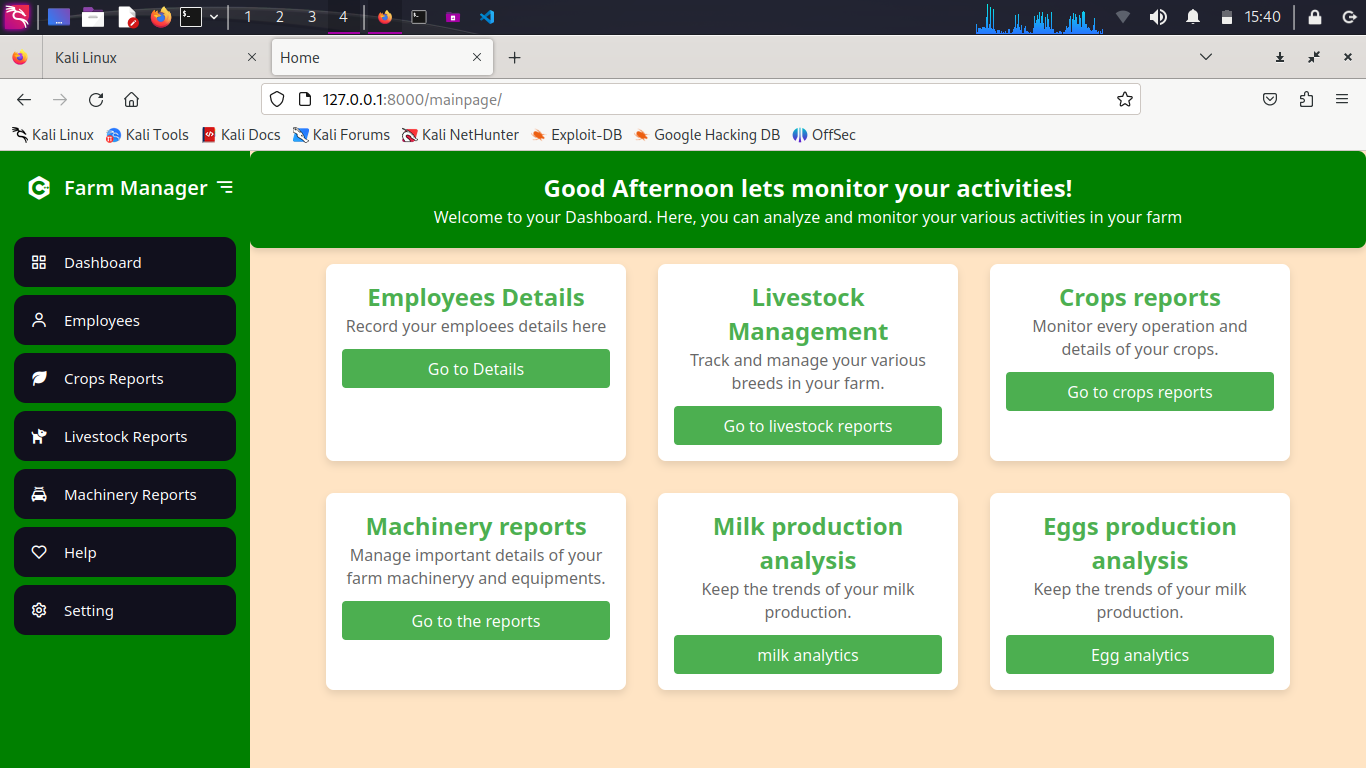 1 2 3 4 15:40
Kali Linux Home
127.0.0.1:8000/mainpage/
Kali Linux Kali Tools Kali Docs Kali Forums Kali NetHunter Exploit-DB Google Hacking DB OffSec
Farm Manager
Dashboard
Employees
Crops Reports
Livestock Reports
Machinery Reports
Help
Setting
Good Afternoon lets monitor your activities!
Welcome to your Dashboard. Here, you can analyze and monitor your various activities in your farm
Employees Details
Record your emploees details here
Go to Details
Livestock
Management
Track and manage your various
breeds in your farm.
Go to livestock reports
Crops reports
Monitor every operation and
details of your crops.
Go to crops reports
Machinery reports
Manage important details of your
farm machineryy and equipments.
Go to the reports
Milk production
analysis
Keep the trends of your milk
production.
milk analytics
Eggs production
analysis
Keep the trends of your milk
production.
Egg analytics